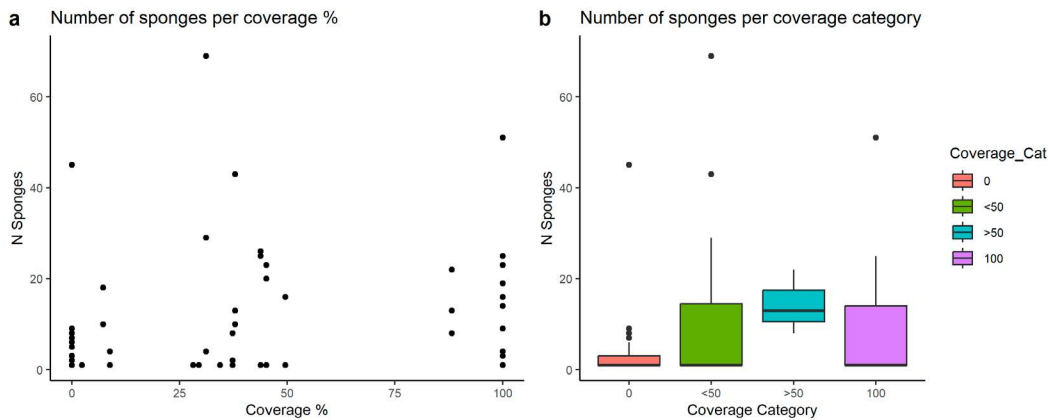 a Number of sponges per coverage %
N Sponges
60
40
20
0
0 25 50 75 100
Coverage %
b Number of sponges per coverage category
N Sponges
60
40
20
0
0 <50 >50 100
Coverage Category
Coverage_Cat
0
<50
>50
100